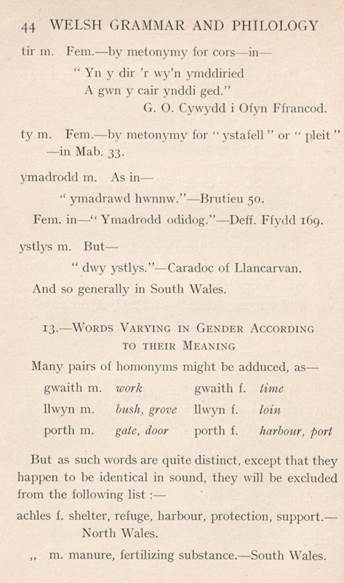 44 WELSH GRAMMAR AND PHILOLOGY
tir m. Fem.—by metonymy for cors—in—
“ Yn y dir 'r wy'n ymddiried
A gwn y cair ynddi ged.”
G. O. Cywydd i Ofyn Ffrancod.
ty m. Fem.—by metonymy for “ ystafell ” or “ pleit ”
—in Mab. 33.
ymadrodd m. As in—
“ ymadrawd hwnnw.”—Brutieu 50.
Fem. in—“ Ymadrodd odidog.”—Deff. Ffydd 169.
ystlys m. But—
“ dwy ystlys.”—Caradoc of Llancarvan.
And so generally in South Wales.
13.—WORDS VARYING IN GENDER ACCORDING
TO THEIR MEANING
Many pairs of homonyms might be adduced, as—
gwaith m. work gwaith f. time
llwyn m. bush, grove llwyn f. loin
porth m. gate, door porth f. harbour, port
But as such words are quite distinct, except that they
happen to be identical in sound, they will be excluded
from the following list :—
achles f. shelter, refuge, harbour, protection, support.—
North Wales.
„ m. manure, fertilizing substance.—South Wales.